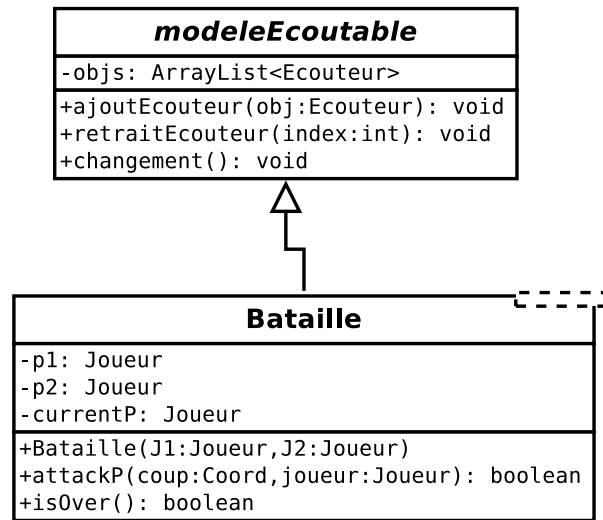 modeleEcoutable
-objs: ArrayList<Ecouteur>
+ajoutEcouteur(obj:Ecouteur): void
+retraitEcouteur(index:int): void
+changement(): void
Bataille
-p1: Joueur
-p2: Joueur
-currentP: Joueur
+Bataille(J1:Joueur,J2:Joueur)
+attackP(coup:Coord,joueur:Joueur): boolean
+isOver(): boolean